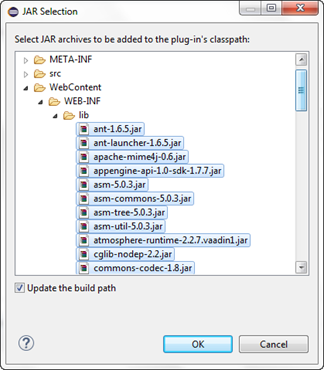 JAR Selection
Select JAR archives to be added to the plug-in's classpath:
META-INF
src
WebContent
WEB-INF
lib
ant-1.6.5.jar
ant-launcher-1.6.5.jar
apache-mime4j-0.6.jar
appengine-api-1.0-sdk-1.7.7.jar
asm-5.0.3.jar
asm-commons-5.0.3.jar
asm-tree-5.0.3.jar
asm-util-5.0.3.jar
atmosphere-runtime-2.2.7.vaadin1.jar
cglib-nodep-2.2.jar
commons-codec-1.8.jar
Update the build path
?
OK
Cancel